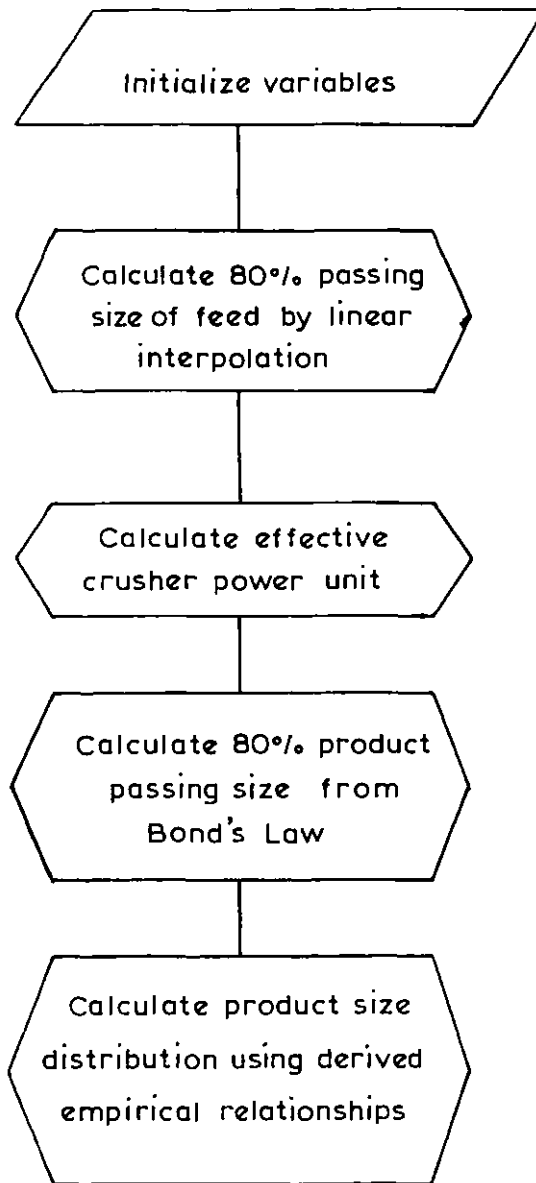 Initialize variables
Calculate 80% passing
size of feed by linear
interpolation
Calculate effective
crusher power unit
Calculate 80% product
passing size from
Bond's Law
Calculate product size
distribution using derived
empirical relationships